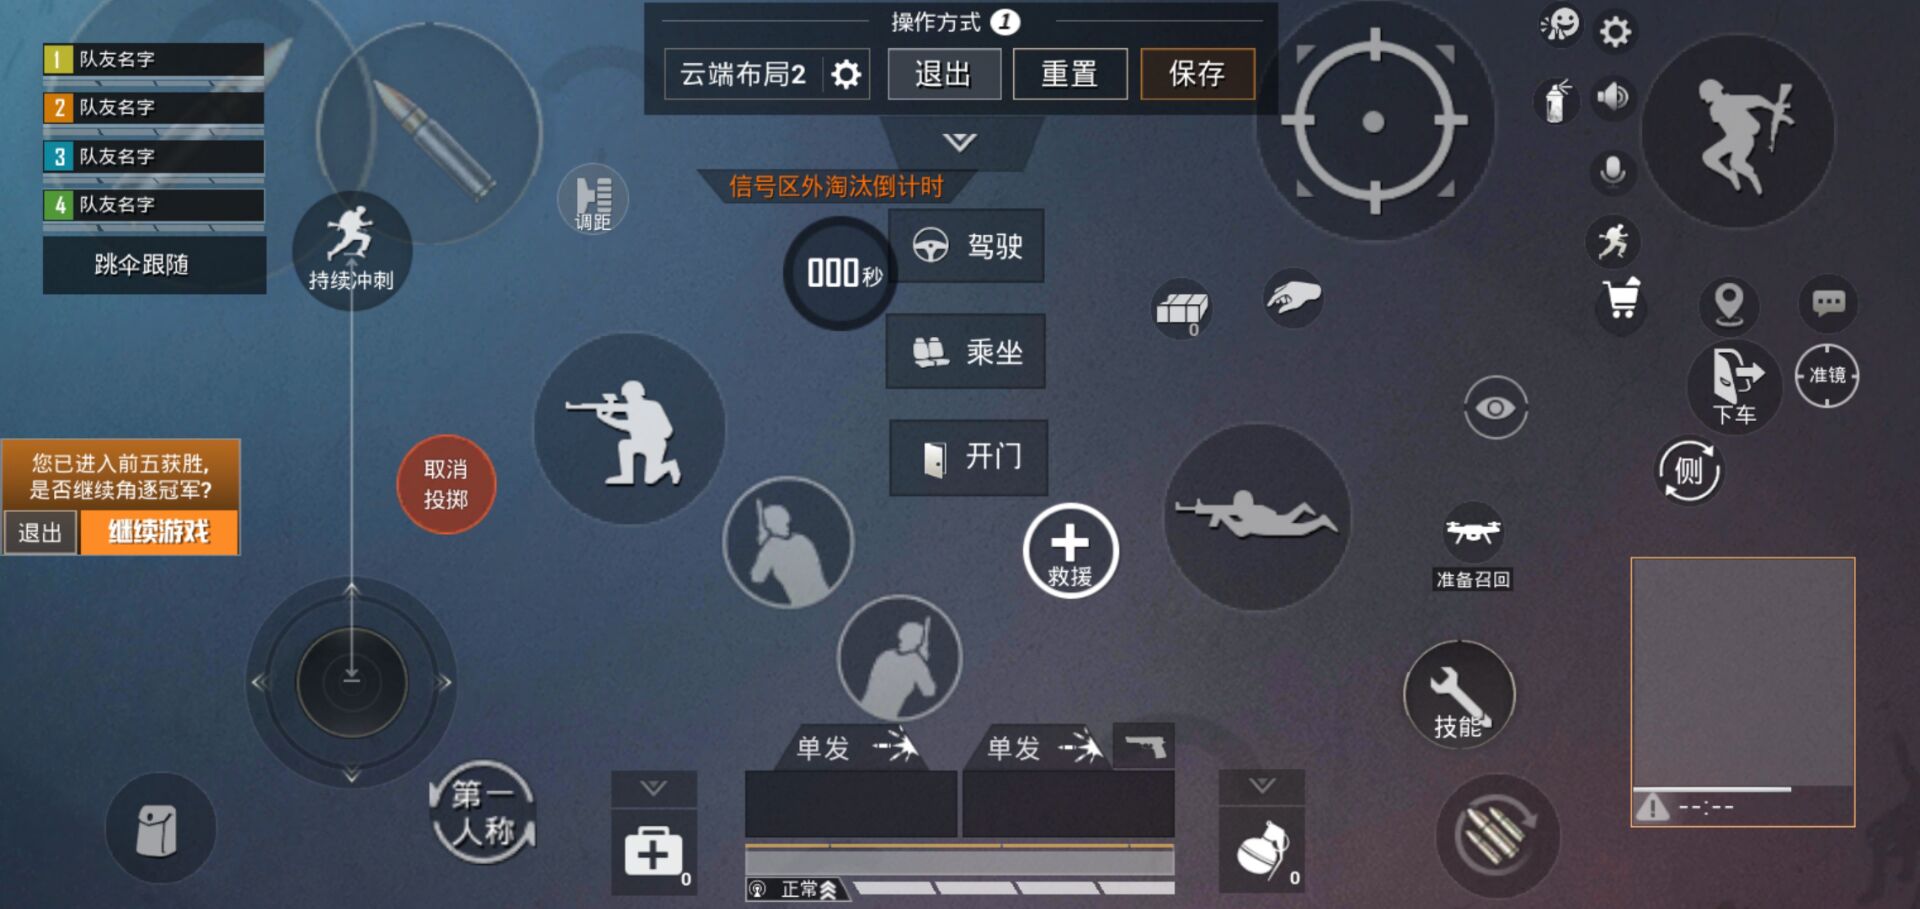 1 队友名字
2 队友名字
3 队友名字
4 队友名字
跳伞跟随
您已进入前五获胜,
是否继续角逐冠军?
退出
继续游戏
持续冲刺
取消
投掷
第一
人称
调距
操作方式 1
云端布局2
退出
重置
保存
信号区外淘汰倒计时
000秒
驾驶
乘坐
开门
救援
0
0
单发
单发
正常
0
技能
准备召回
侧
下车
准镜
--:--